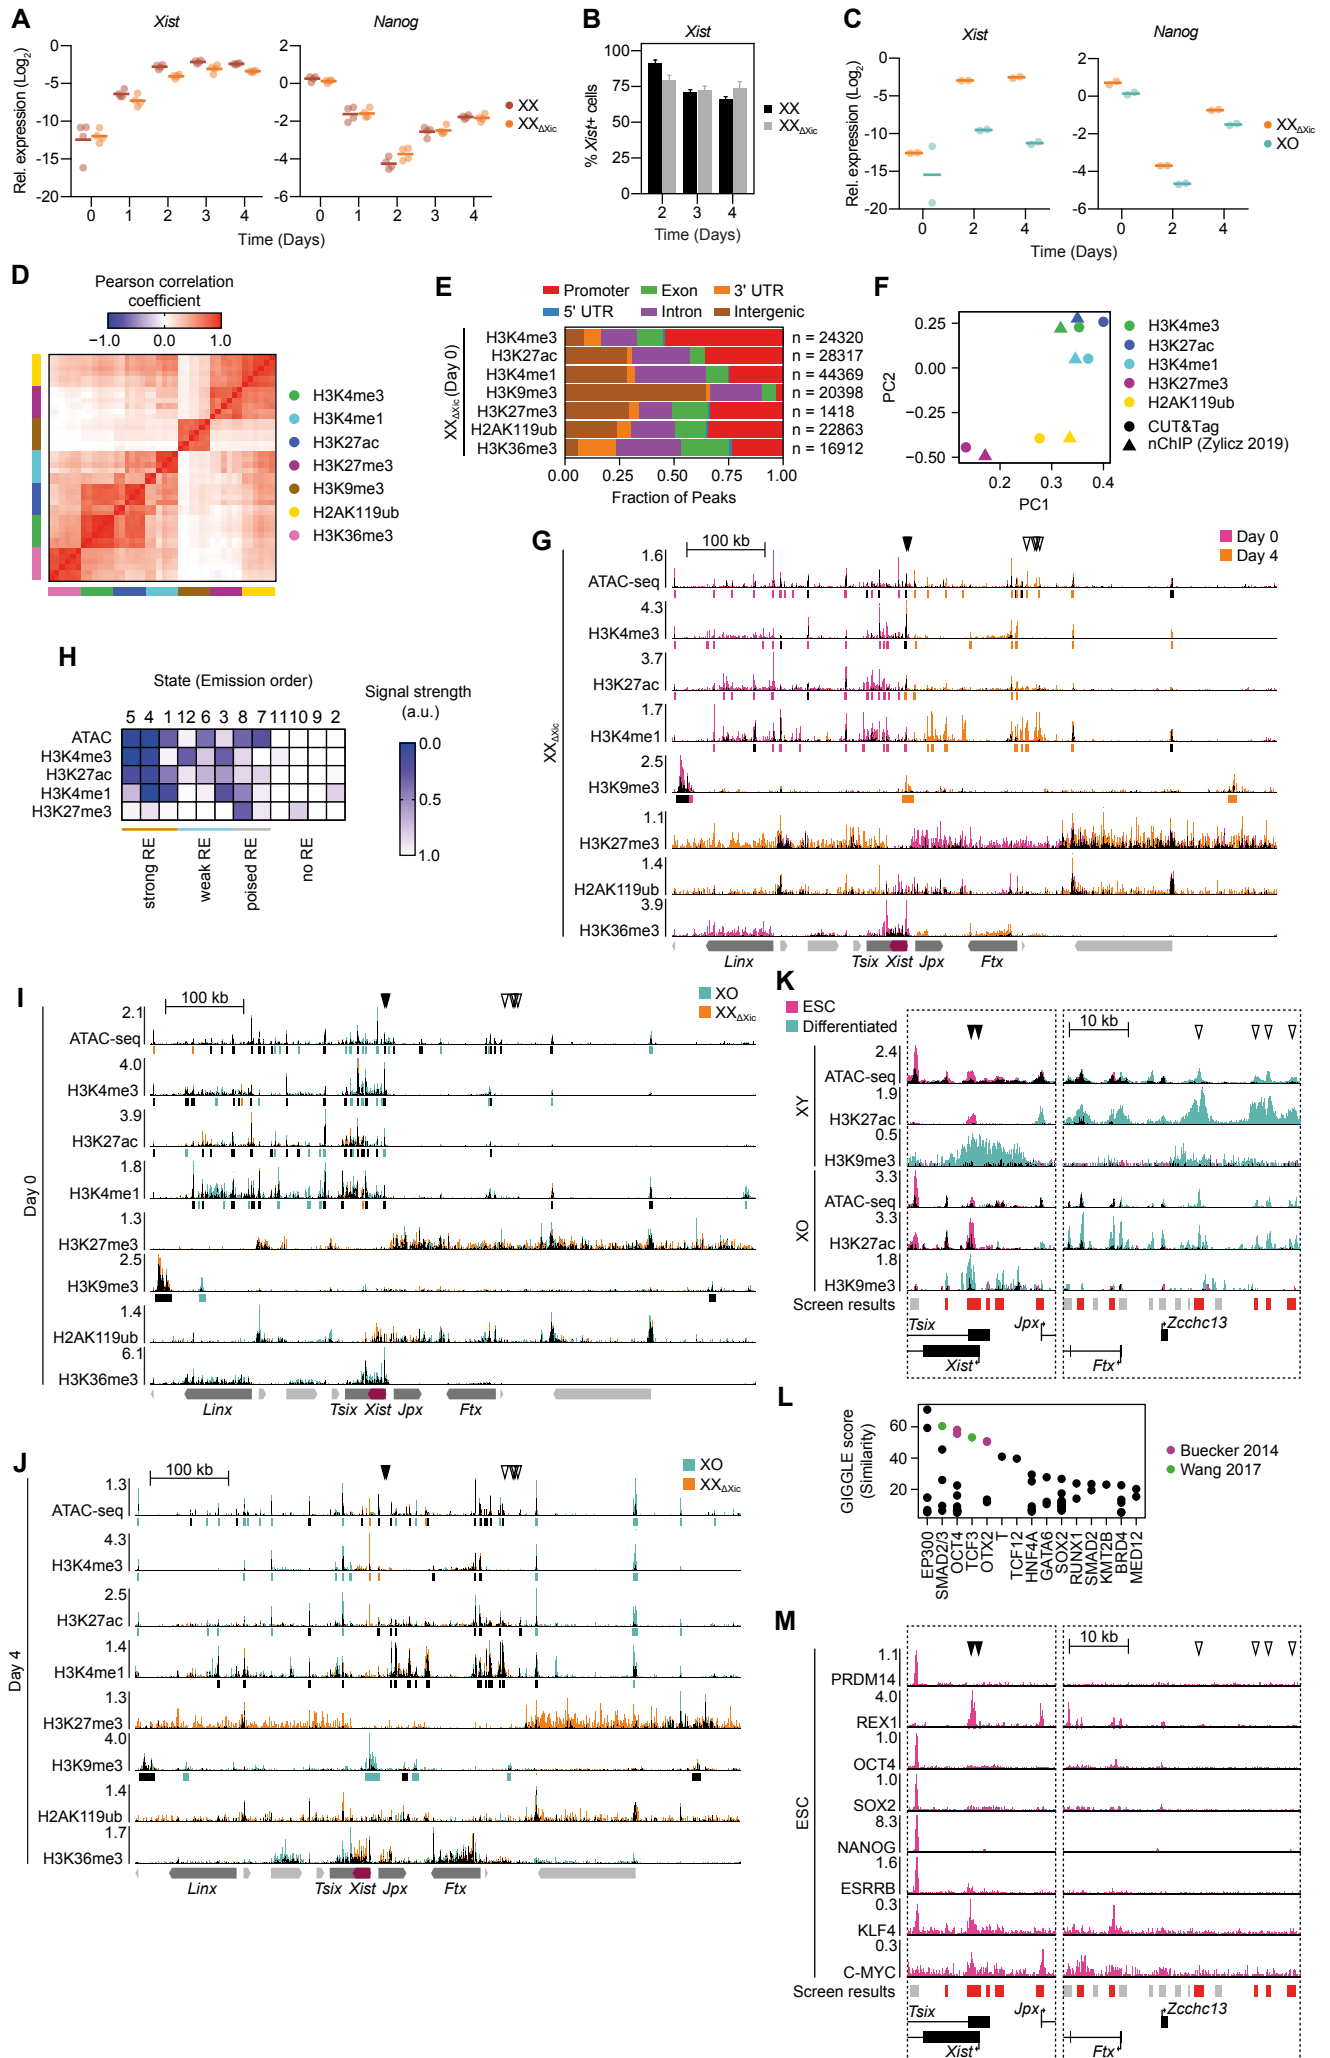 A
Xist
Nanog
Rel. expression (Log2)
0
-5
-10
-15
-20
2
0
-2
-4
-6
0 1 2 3 4
0 1 2 3 4
Time (Days)
XX
XXΔXic
B
Xist
% Xist+ cells
100
75
50
25
0
2 3 4
Time (Days)
XX
XXΔXic
C
Xist
Nanog
Rel. expression (Log2)
0
-5
-10
-15
-20
2
0
-2
-4
-6
0 2 4
0 2 4
Time (Days)
XXΔXic
XO
D
Pearson correlation
coefficient
−1.0 0.0 1.0
H3K4me3
H3K4me1
H3K27ac
H3K27me3
H3K9me3
H2AK119ub
H3K36me3
E
Promoter Exon 3' UTR
5' UTR Intron Intergenic
XXΔXic (Day 0)
H3K4me3 n = 24320
H3K27ac n = 28317
H3K4me1 n = 44369
H3K9me3 n = 20398
H3K27me3 n = 1418
H2AK119ub n = 22863
H3K36me3 n = 16912
0.00 0.25 0.50 0.75 1.00
Fraction of Peaks
F
PC2
0.25
0.00
−0.25
−0.50
0.2 0.3 0.4
PC1
H3K4me3
H3K27ac
H3K4me1
H3K27me3
H2AK119ub
CUT&Tag
nChIP (Zylicz 2019)
G
100 kb
Day 0
Day 4
XXΔXic
1.6
ATAC-seq
4.3
H3K4me3
3.7
H3K27ac
1.7
H3K4me1
2.5
H3K9me3
1.1
H3K27me3
1.4
H2AK119ub
3.9
H3K36me3
Linx Tsix Xist Jpx Ftx
H
State (Emission order)
5 4 1 12 6 3 8 7 11 10 9 2
ATAC
H3K4me3
H3K27ac
H3K4me1
H3K27me3
strong RE
weak RE
poised RE
no RE
Signal strength
(a.u.)
0.0
0.5
1.0
I
100 kb
XO
XXΔXic
Day 0
2.1
ATAC-seq
4.0
H3K4me3
3.9
H3K27ac
1.8
H3K4me1
1.3
H3K27me3
2.5
H3K9me3
1.4
H2AK119ub
6.1
H3K36me3
Linx Tsix Xist Jpx Ftx
J
100 kb
XO
XXΔXic
Day 4
1.3
ATAC-seq
4.3
H3K4me3
2.5
H3K27ac
1.4
H3K4me1
1.3
H3K27me3
4.0
H3K9me3
1.4
H2AK119ub
1.7
H3K36me3
Linx Tsix Xist Jpx Ftx
K
ESC
Differentiated
10 kb
XY
2.4
ATAC-seq
1.9
H3K27ac
0.5
H3K9me3
XO
3.3
ATAC-seq
3.3
H3K27ac
1.8
H3K9me3
Screen results
Tsix Jpx Zcchc13
Xist Ftx
L
GIGGLE score
(Similarity)
60
40
20
EP300
SMAD2/3
OCT4
TCF3
OTX2
T
TCF12
HNF4A
GATA6
SOX2
RUNX1
SMAD2
KMT2B
BRD4
MED12
Buecker 2014
Wang 2017
M
10 kb
ESC
1.1
PRDM14
4.0
REX1
1.0
OCT4
1.0
SOX2
8.3
NANOG
1.6
ESRRB
0.3
KLF4
0.3
C-MYC
Screen results
Tsix Jpx Zcchc13
Xist Ftx